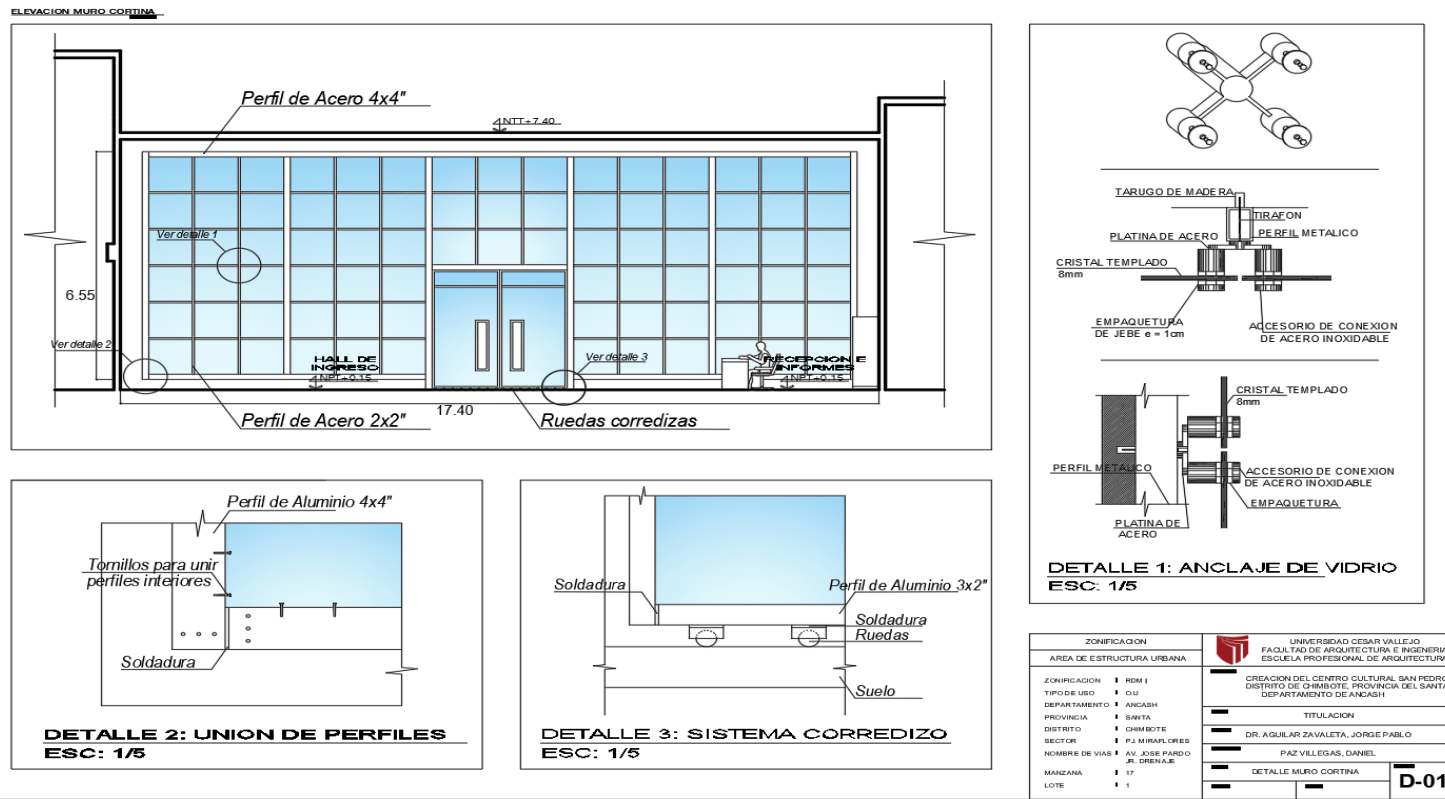 ELEVACION MURO CORTINA
Perfil de Acero 4x4"
NTT+7.40
Ver detalle 1
6.55
Ver detalle 2
HALL DE
INGRESO
NPT+0.15
Ver detalle 3
RECEPCION E
INFORMES
NPT+0.15
17.40
Perfil de Acero 2x2"
Ruedas corredizas
Perfil de Aluminio 4x4"
Tornillos para unir
perfiles interiores
Soldadura
DETALLE 2: UNION DE PERFILES
ESC: 1/5
Soldadura
Perfil de Aluminio 3x2"
Soldadura
Ruedas
Suelo
DETALLE 3: SISTEMA CORREDIZO
ESC: 1/5
TARUGO DE MADERA
TIRAFON
PLATINA DE ACERO
PERFIL METALICO
CRISTAL TEMPLADO
8mm
EMPAQUETURA
DE JEBE e = 1cm
ACCESORIO DE CONEXION
DE ACERO INOXIDABLE
CRISTAL TEMPLADO
8mm
PERFIL METALICO
ACCESORIO DE CONEXION
DE ACERO INOXIDABLE
EMPAQUETURA
PLATINA DE
ACERO
DETALLE 1: ANCLAJE DE VIDRIO
ESC: 1/5
ZONIFICACION
AREA DE ESTRUCTURA URBANA
ZONIFICACION RDM
TIPO DE USO O.U
DEPARTAMENTO ANCASH
PROVINCIA SANTA
DISTRITO CHIMBOTE
SECTOR P.J. MIRAFLORES
NOMBRE DE VIAS AV. JOSE PARDO
JR. DRENAJE
MANZANA 17
LOTE 1
UNIVERSIDAD CESAR VALLEJO
FACULTAD DE ARQUITECTURA E INGENERIA
ESCUELA PROFESIONAL DE ARQUITECTURA
CREACION DEL CENTRO CULTURAL SAN PEDRO
DISTRITO DE CHIMBOTE, PROVINCIA DEL SANTA
DEPARTAMENTO DE ANCASH
TITULACION
DR. AGUILAR ZAVALETA, JORGE PABLO
PAZ VILLEGAS, DANIEL
DETALLE MURO CORTINA
D-01